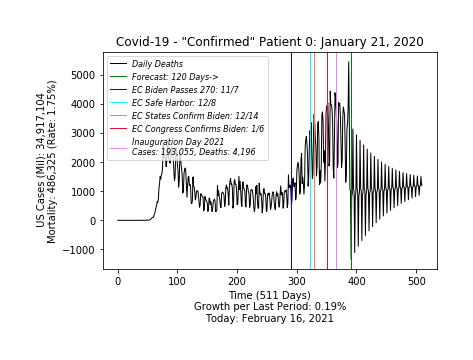 Covid-19 - "Confirmed" Patient 0: January 21, 2020
Daily Deaths
Forecast: 120 Days->
EC Biden Passes 270: 11/7
EC Safe Harbor: 12/8
EC States Confirm Biden: 12/14
EC Congress Confirms Biden: 1/6
Inauguration Day 2021
Cases: 193,055, Deaths: 4,196
US Cases (Mil): 34,917,104
Mortality: 486,325 (Rate: 1.75%)
5000
4000
3000
2000
1000
0
−1000
0 100 200 300 400 500
Time (511 Days)
Growth per Last Period: 0.19%
Today: February 16, 2021